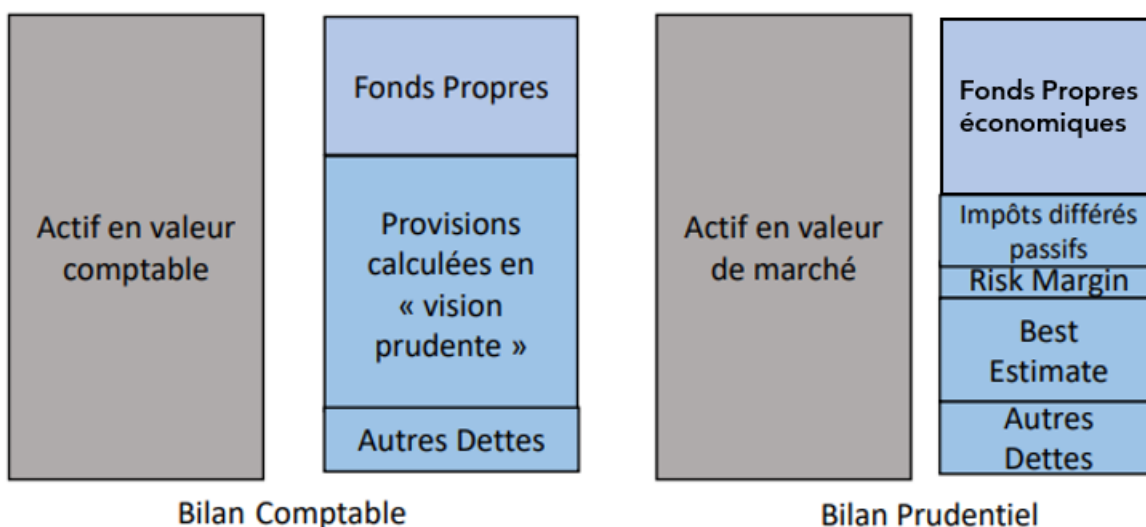 Actif en valeur
comptable
Fonds Propres
Provisions
calculées en
« vision
prudente »
Autres Dettes
Bilan Comptable
Actif en valeur
de marché
Fonds Propres
économiques
Impôts différés
passifs
Risk Margin
Best
Estimate
Autres
Dettes
Bilan Prudentiel